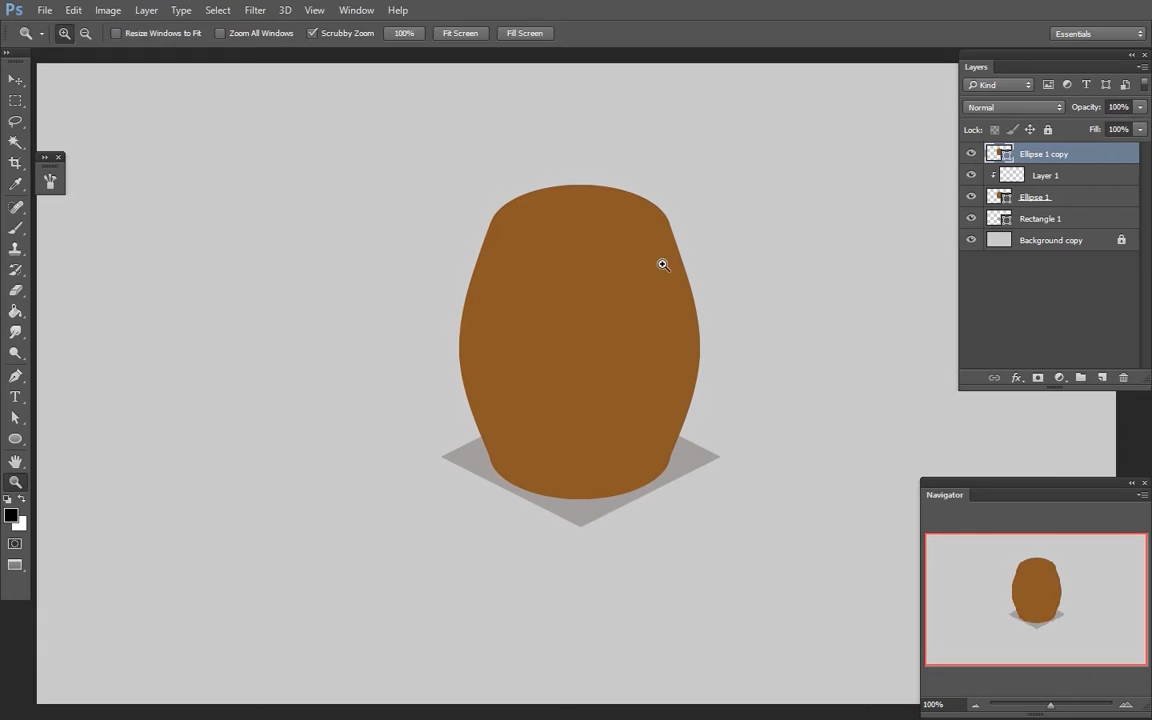 Ps File Edit Image Layer Type Select Filter 3D View Window Help
Resize Windows to Fit Zoom All Windows Scrubby Zoom 100% Fit Screen Fill Screen Essentials
Layers
Kind T
Normal Opacity: 100%
Lock: Fill: 100%
Ellipse 1 copy
Layer 1
Ellipse 1
Rectangle 1
Background copy
fx
T
Navigator
100%